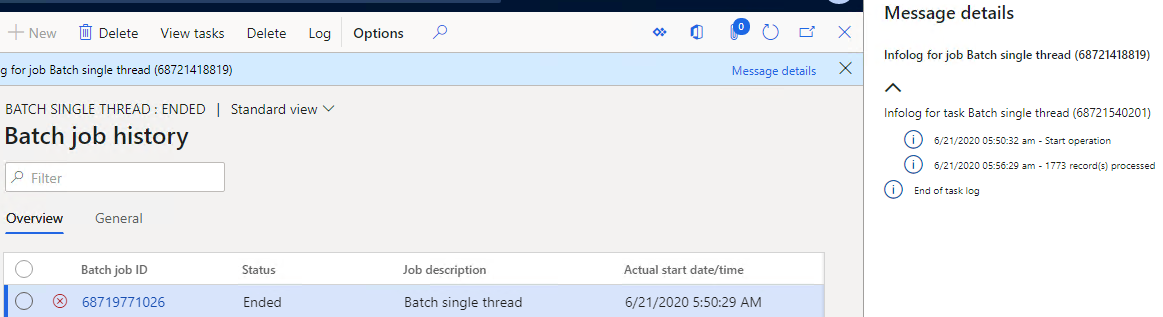 New Delete View tasks Delete Log Options 0
g for job Batch single thread (68721418819) Message details
BATCH SINGLE THREAD : ENDED | Standard view
Batch job history
Filter
Overview General
Batch job ID Status Job description Actual start date/time
68719771026 Ended Batch single thread 6/21/2020 5:50:29 AM
Message details
Infolog for job Batch single thread (68721418819)
Infolog for task Batch single thread (68721540201)
6/21/2020 05:50:32 am - Start operation
6/21/2020 05:56:29 am - 1773 record(s) processed
End of task log